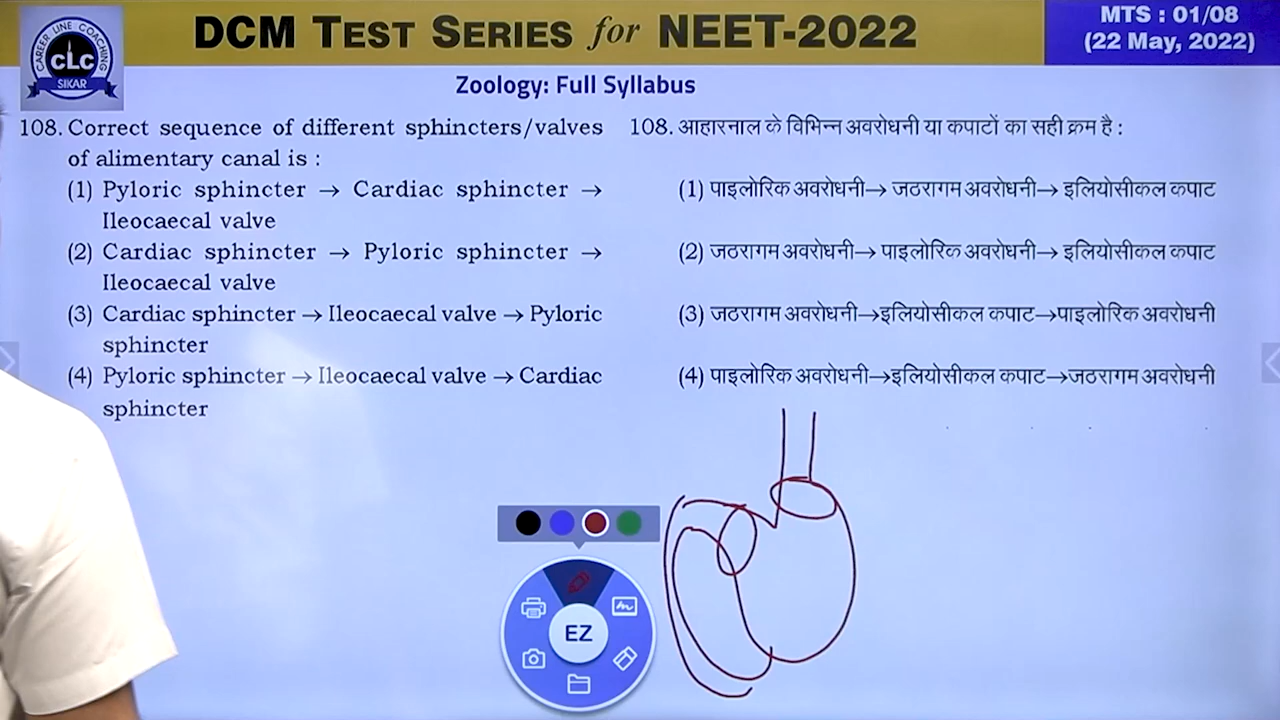 DCM TEST SERIES for NEET-2022
MTS : 01/08
(22 May, 2022)
CAREER LINE COACHING
CLC
SIKAR
Zoology: Full Syllabus
108. Correct sequence of different sphincters/valves
of alimentary canal is :
(1) Pyloric sphincter → Cardiac sphincter →
Ileocaecal valve
(2) Cardiac sphincter → Pyloric sphincter →
Ileocaecal valve
(3) Cardiac sphincter → Ileocaecal valve → Pyloric
sphincter
(4) Pyloric sphincter → Ileocaecal valve → Cardiac
sphincter
108. आहारनाल के विभिन्न अवरोधनी या कपाटों का सही क्रम है :
(1) पाइलोरिक अवरोधनी→ जठरागम अवरोधनी→ इलियोसीकल कपाट
(2) जठरागम अवरोधनी→ पाइलोरिक अवरोधनी→ इलियोसीकल कपाट
(3) जठरागम अवरोधनी→इलियोसीकल कपाट→पाइलोरिक अवरोधनी
(4) पाइलोरिक अवरोधनी→इलियोसीकल कपाट→जठरागम अवरोधनी
EZ